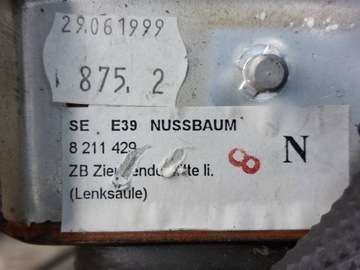 29.061999
875. 2
SE E39 NUSSBAUM
8 211 429
ZB li.
(Lenksäule)
8
N